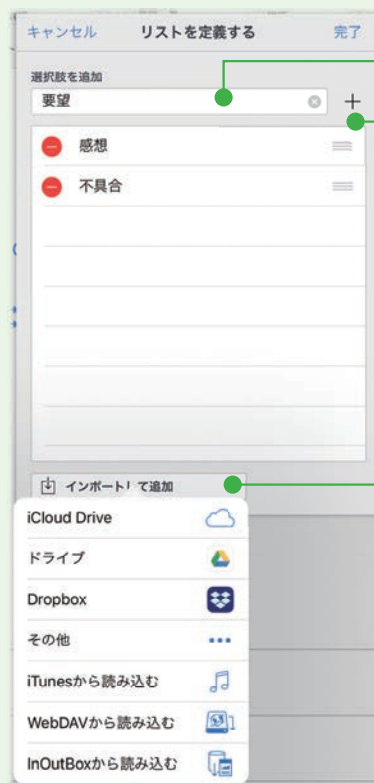 キャンセル リストを定義する 完了
選択肢を追加
要望
感想
不具合
インポートして追加
iCloud Drive
ドライブ
Dropbox
その他
iTunesから読み込む
WebDAVから読み込む
InOutBoxから読み込む